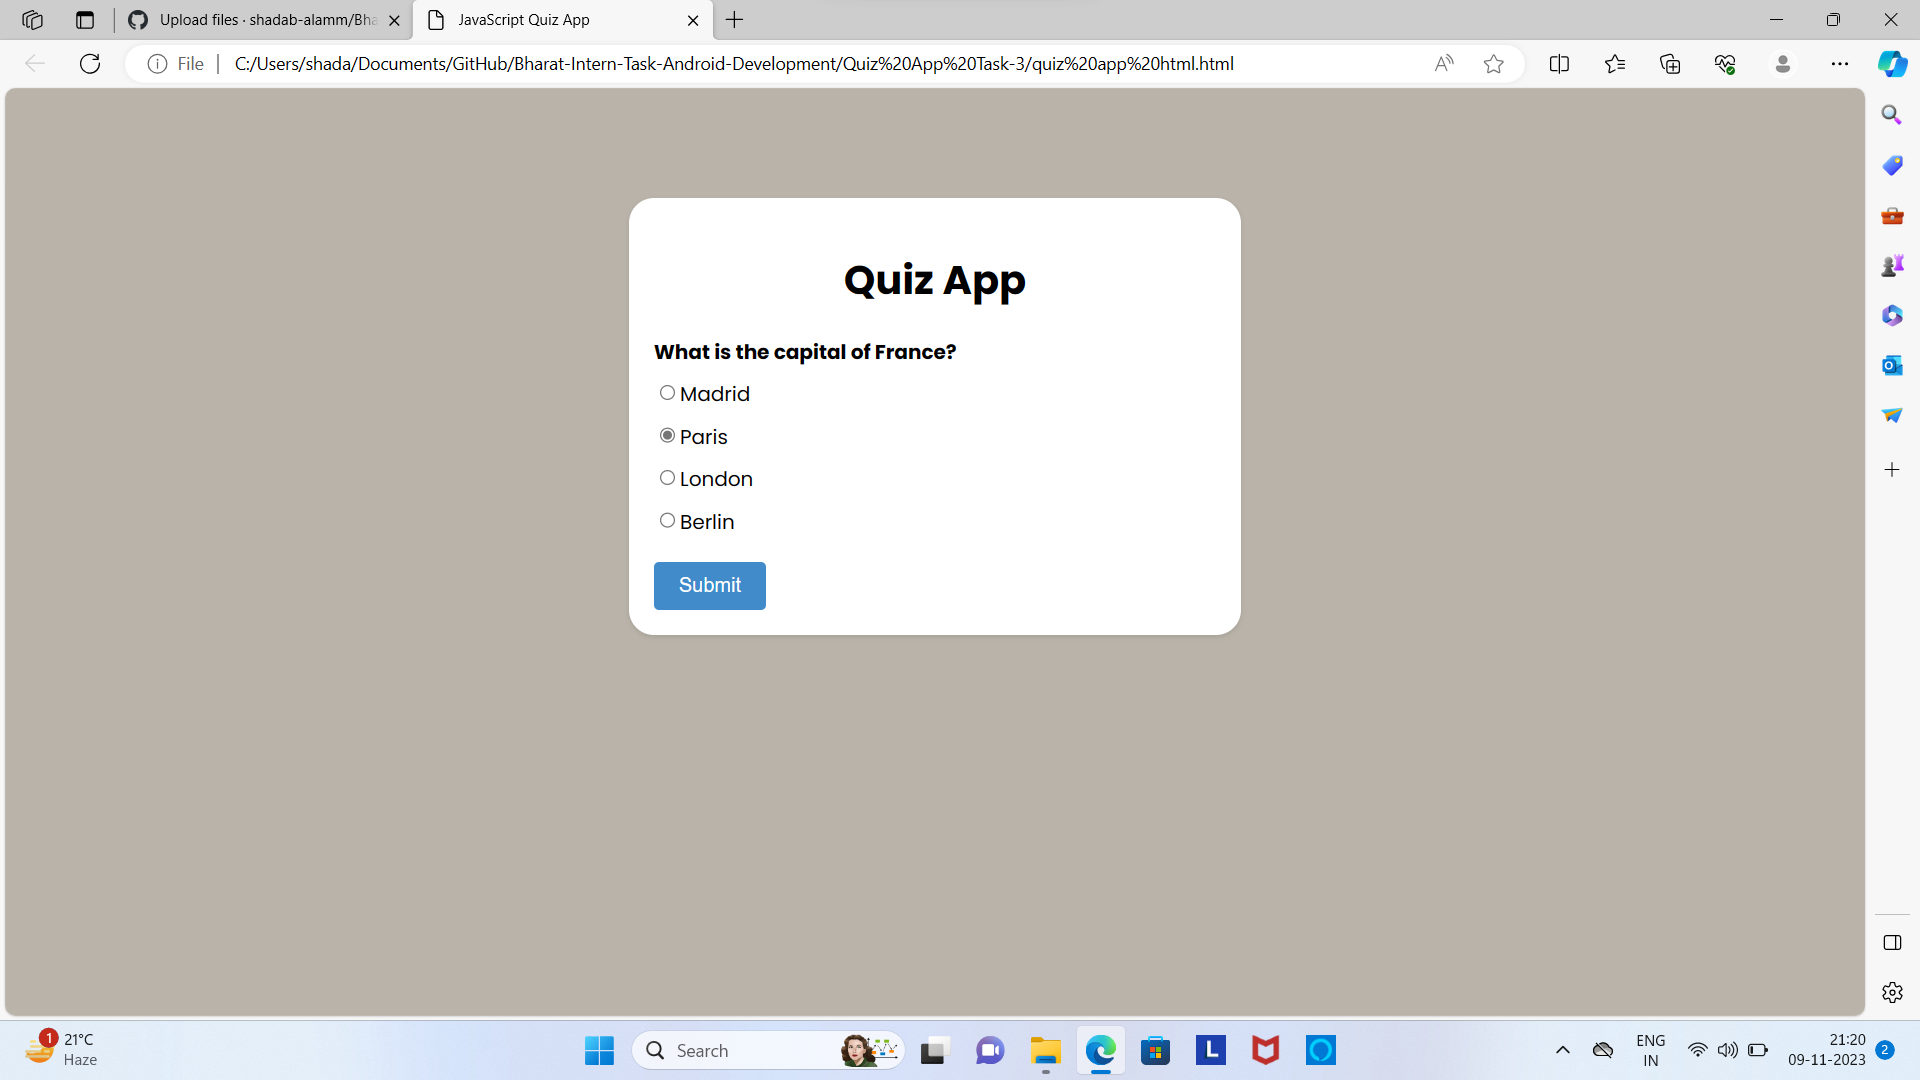 Upload files · shadab-alamm/Bha
JavaScript Quiz App
File
C:/Users/shada/Documents/GitHub/Bharat-Intern-Task-Android-Development/Quiz%20App%20Task-3/quiz%20app%20html.html
Quiz App
What is the capital of France?
Madrid
Paris
London
Berlin
Submit
1
21°C
Haze
Search
L
ENG
IN
21:20
09-11-2023
2